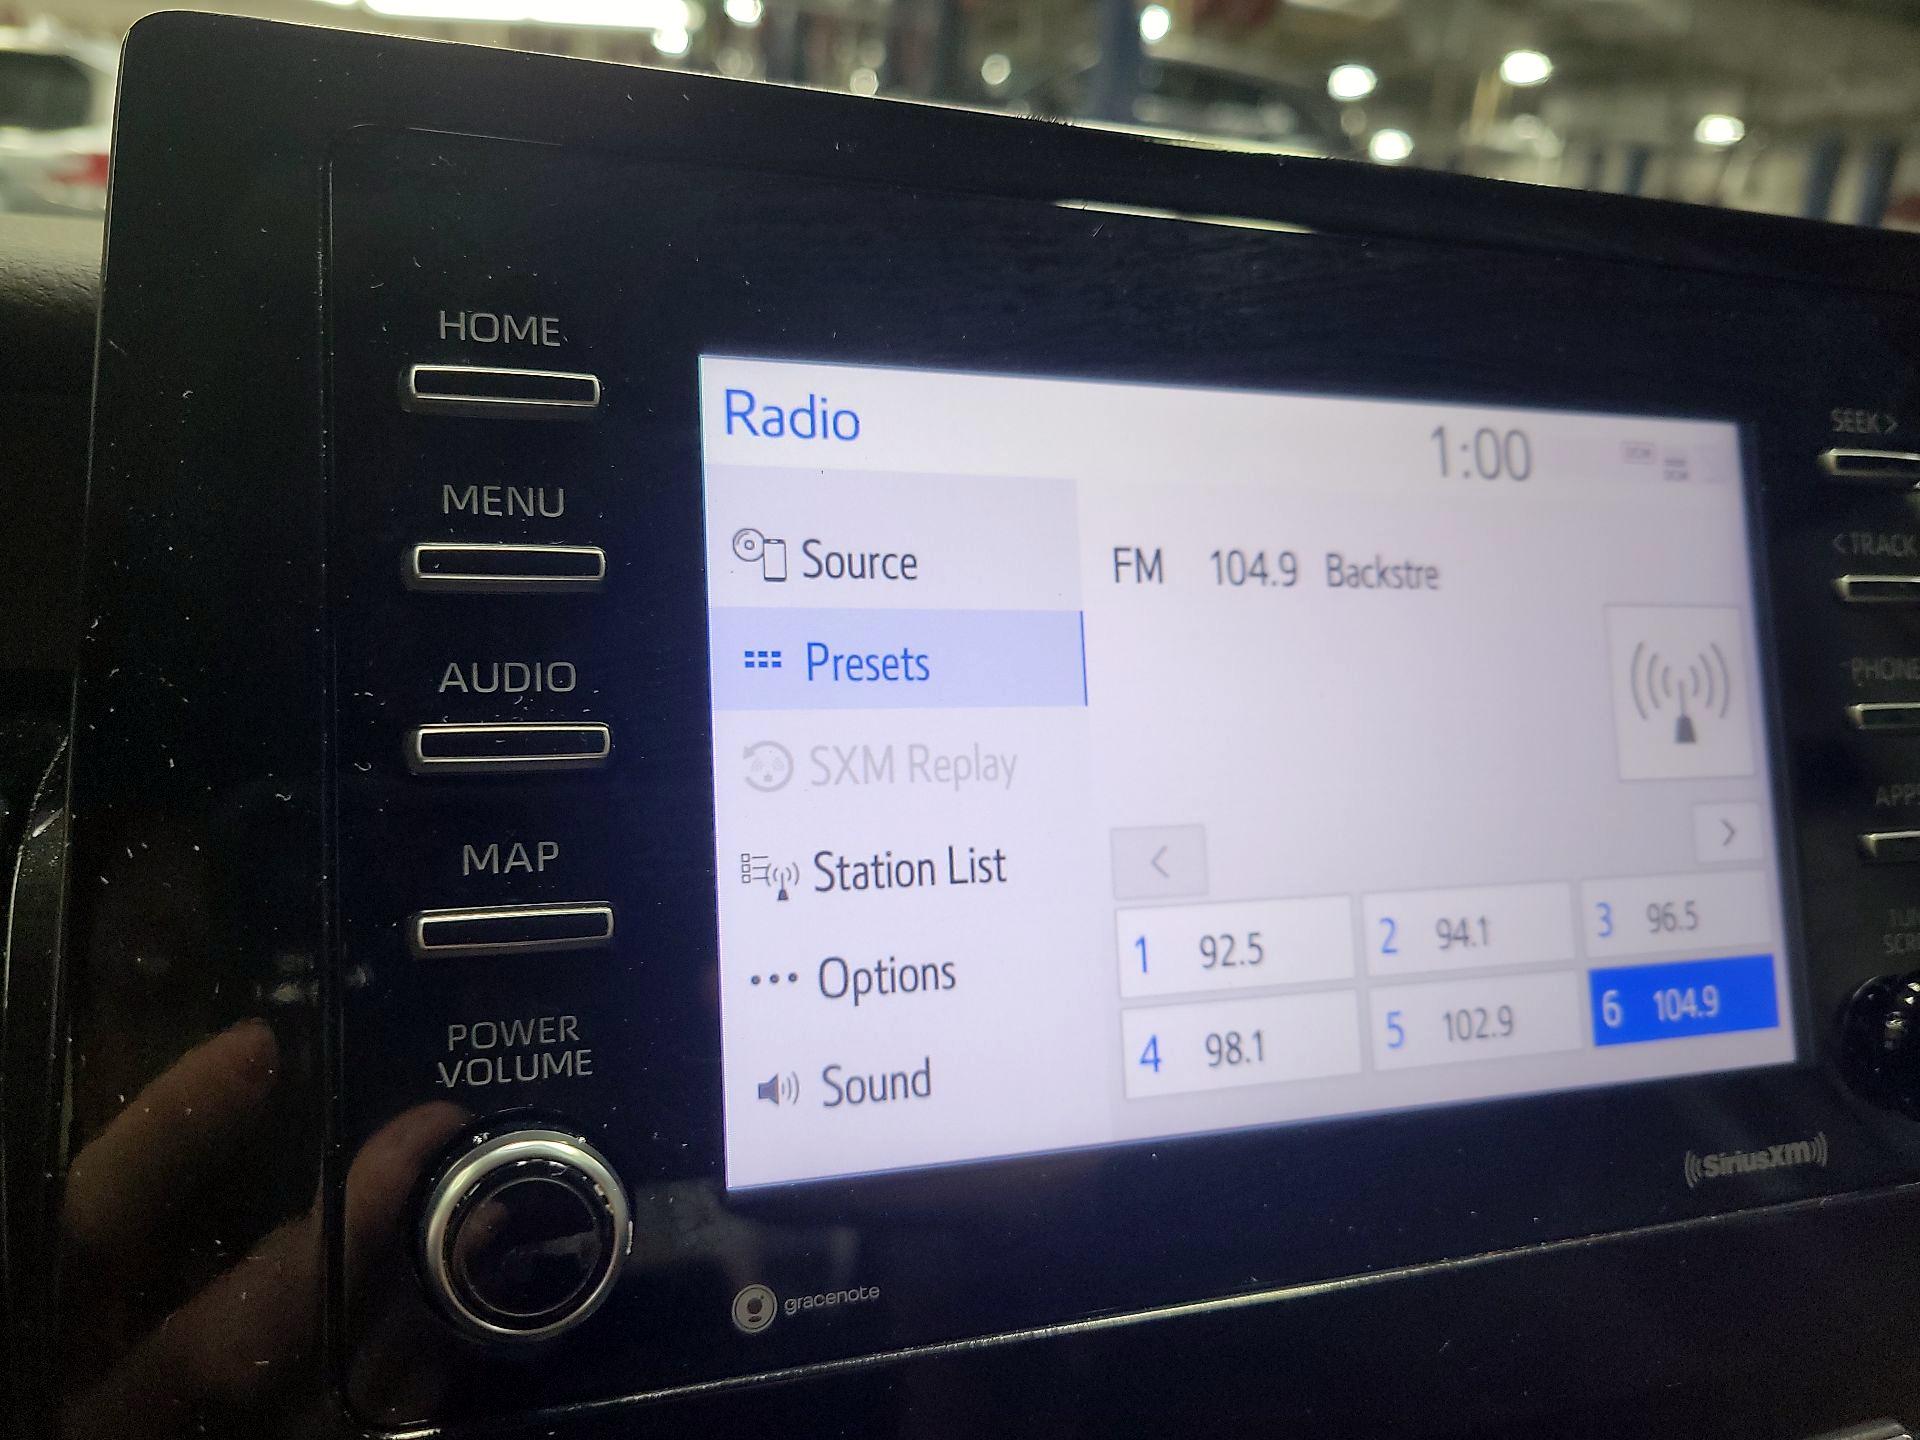 HOME
MENU
AUDIO
MAP
POWER
VOLUME
Radio
1:00
Source
Presets
SXM Replay
Station List
Options
Sound
FM 104.9 Backstre
<
>
1 92.5
2 94.1
3 96.5
4 98.1
5 102.9
6 104.9
SEEK >
< TRACK
PHONE
APPS
gracenote
((siriusxm))